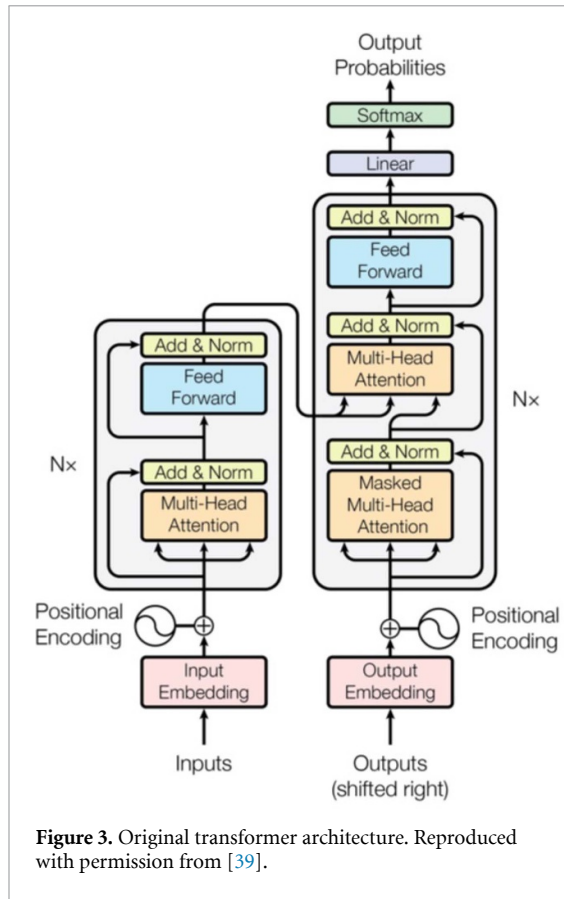 Output
Probabilities
Softmax
Linear
Add & Norm
Feed
Forward
Add & Norm
Multi-Head
Attention
Nx
Add & Norm
Masked
Multi-Head
Attention
Positional
Encoding
Output
Embedding
Outputs
(shifted right)
Add & Norm
Feed
Forward
Nx
Add & Norm
Multi-Head
Attention
Positional
Encoding
Input
Embedding
Inputs
Figure 3. Original transformer architecture. Reproduced
with permission from [39].